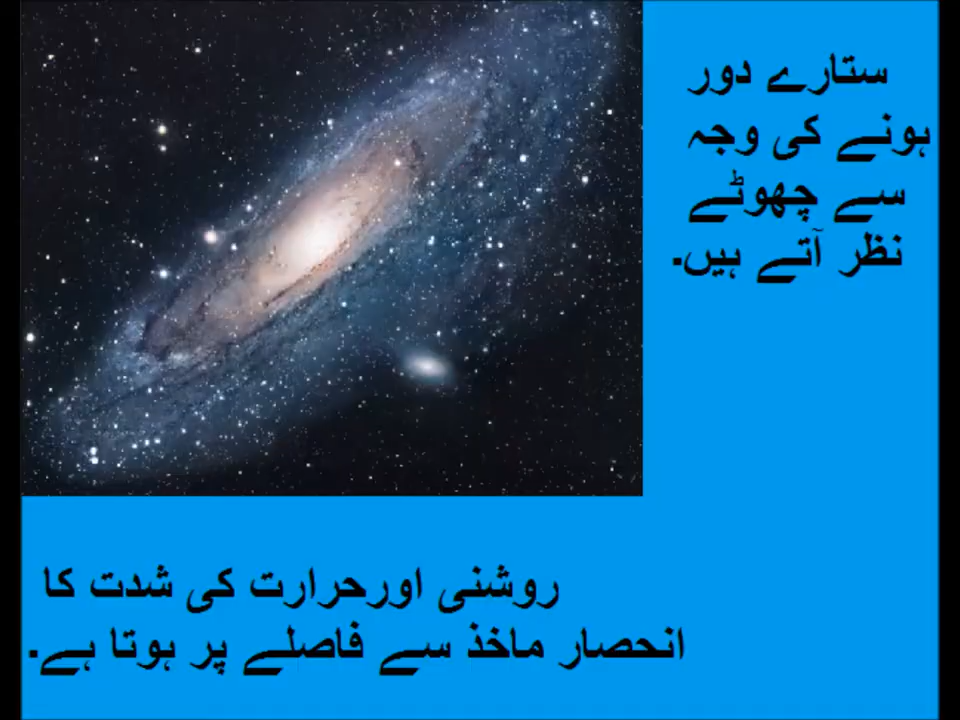 ستارے دور
ہونے کی وجہ
سے چھوٹے
نظر آتے ہیں۔
روشنی اورحرارت کی شدت کا
انحصار ماخذ سے فاصلے پر ہوتا ہے۔